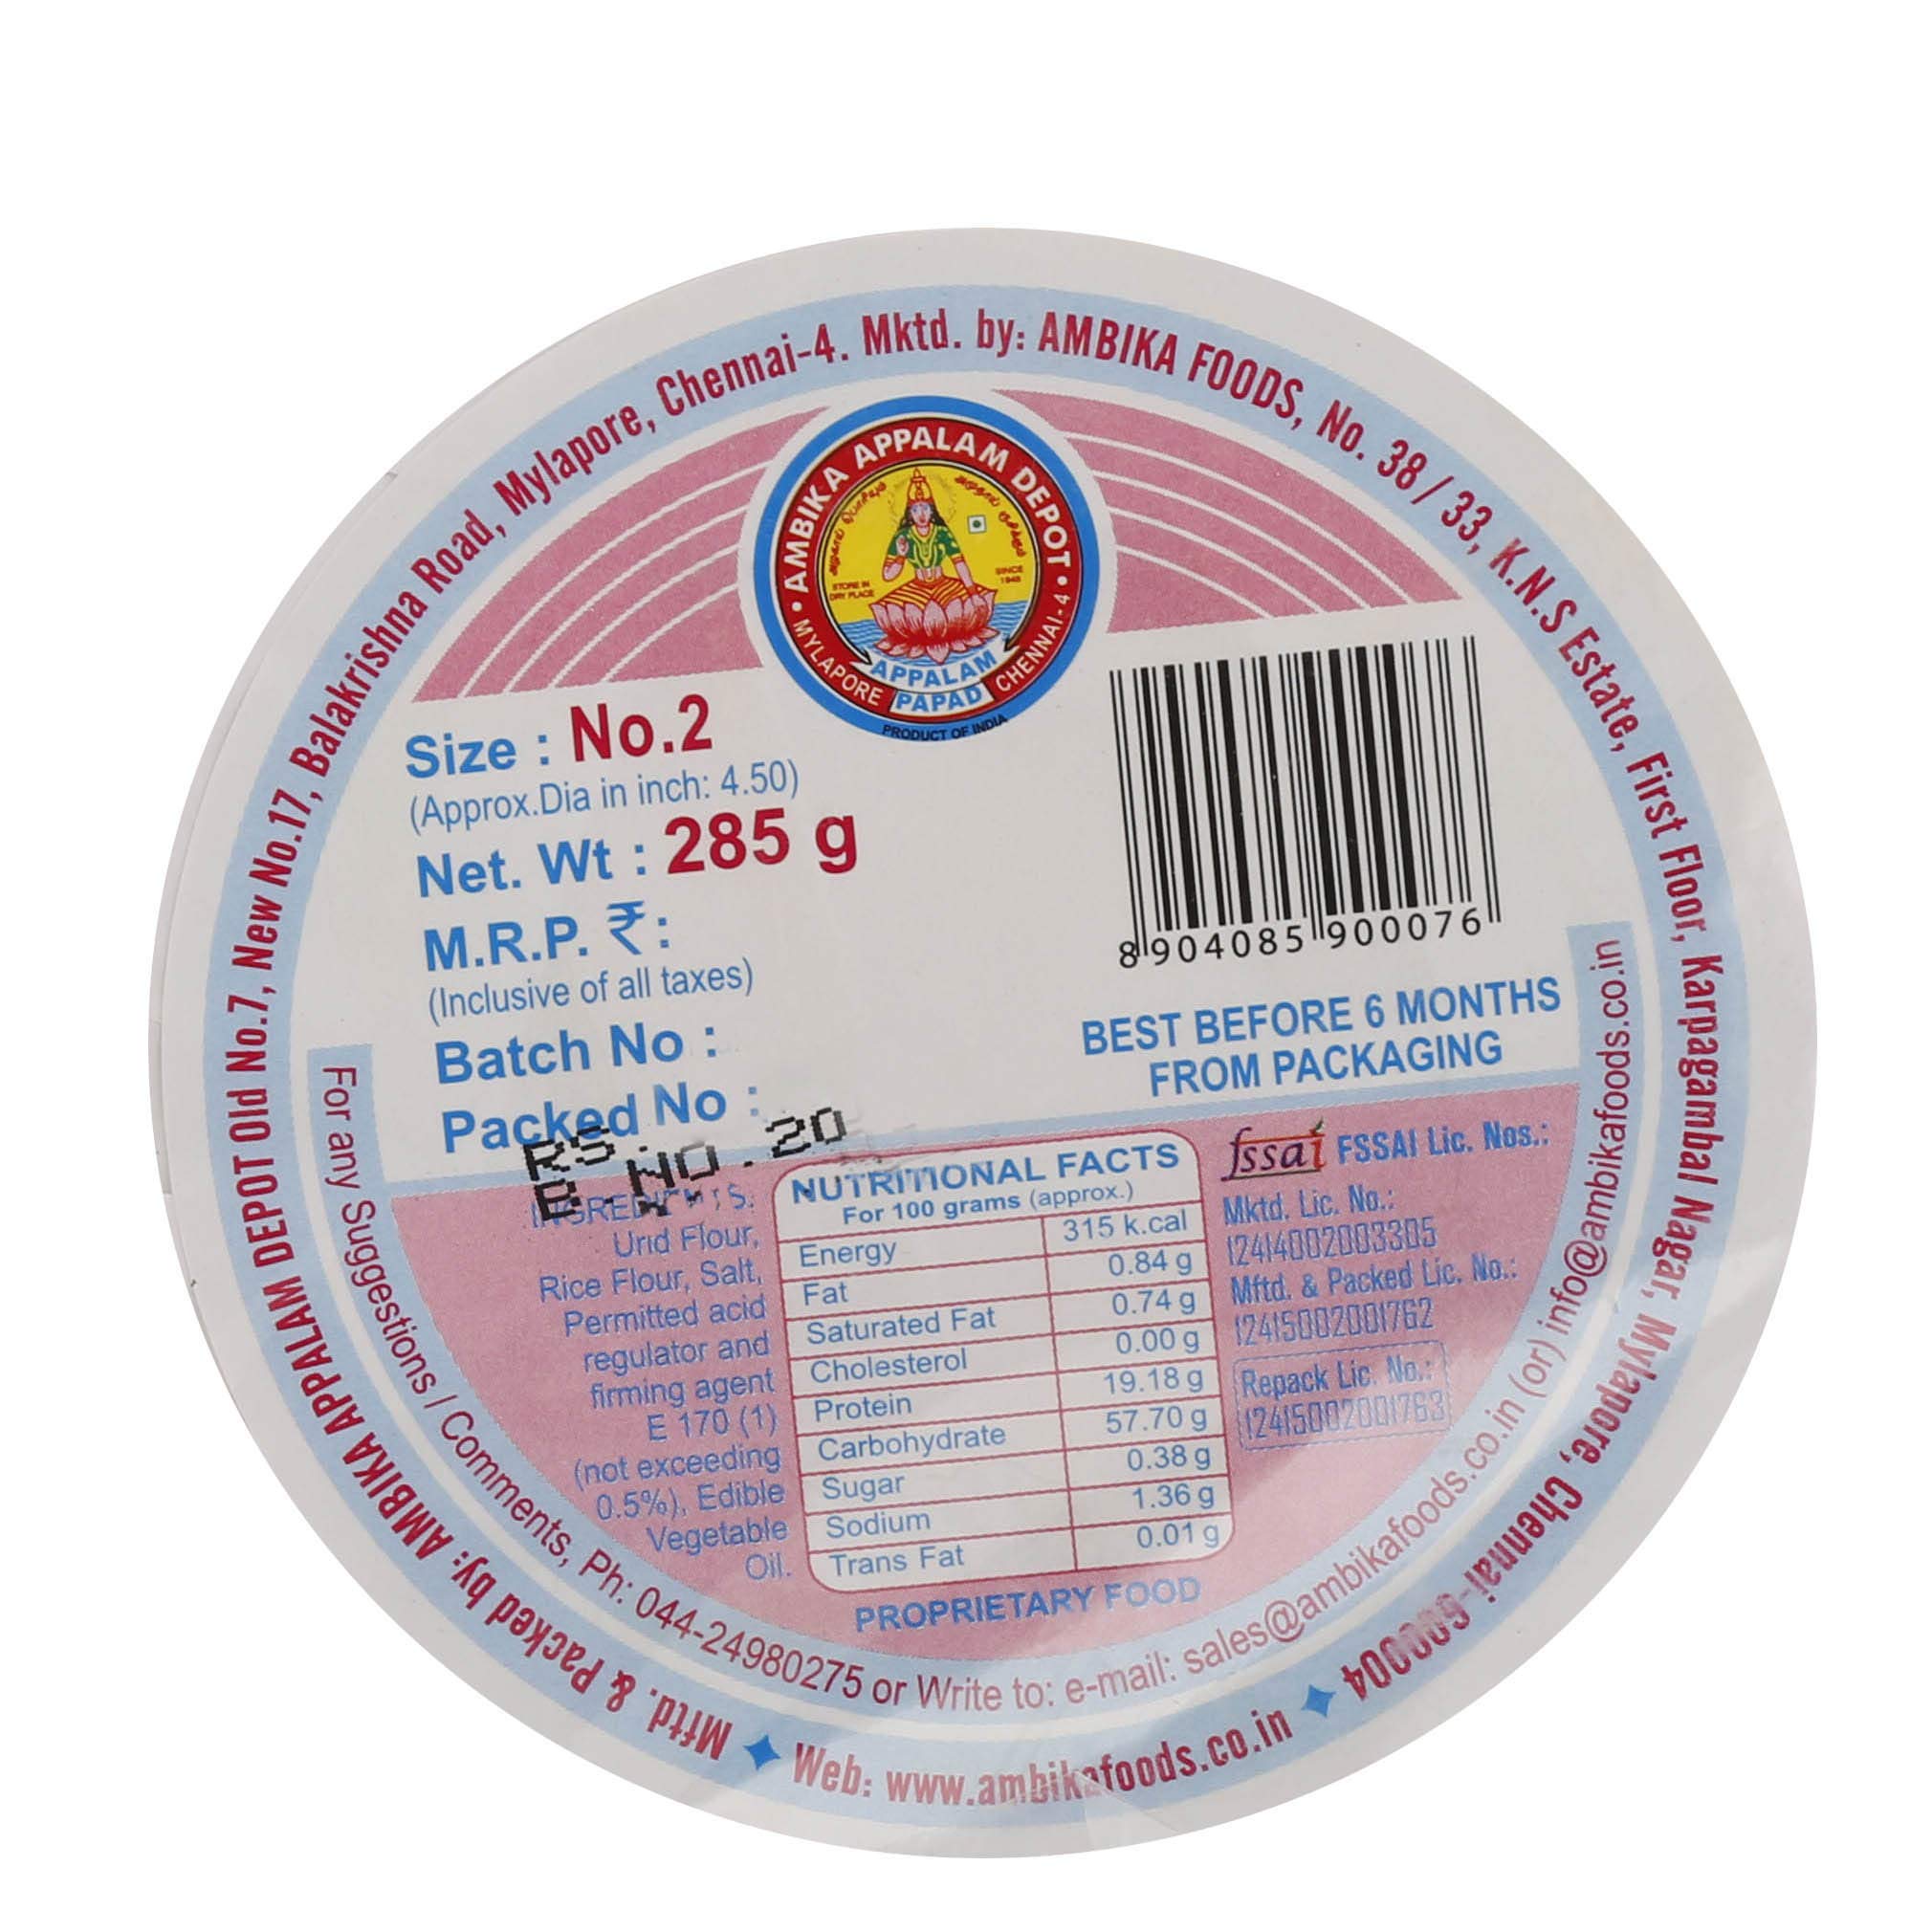 Mftd. & Packed by: AMBIKA APPALAM DEPOT Old No.7, New No.17, Balakrishna Road, Mylapore, Chennai-4. Mktd. by: AMBIKA FOODS, No. 38 / 33, K.N.S Estate, First Floor, Karpagambal Nagar, Mylapore, Chennai-600004
Web: www.ambikafoods.co.in
• AMBIKA APPALAM DEPOT •
STORE IN
DRY PLACE
SINCE
MYLAPORE
APPALAM
PAPAD
CHENNAI-4
PRODUCT OF INDIA
Size : No.2
(Approx.Dia in inch: 4.50)
Net. Wt : 285 g
M.R.P. ₹ :
(Inclusive of all taxes)
Batch No :
Packed No :
RS.
B.NO.20
8 904085 900076
BEST BEFORE 6 MONTHS
FROM PACKAGING
INGREDIENTS:
Urid Flour,
Rice Flour, Salt,
Permitted acid
regulator and
firming agent
E 170 (1)
(not exceeding
0.5%), Edible
Vegetable
Oil.
NUTRITIONAL FACTS
For 100 grams (approx.)
Energy 315 k.cal
Fat 0.84 g
Saturated Fat 0.74 g
Cholesterol 0.00 g
Protein 19.18 g
Carbohydrate 57.70 g
Sugar 0.38 g
Sodium 1.36 g
Trans Fat 0.01 g
PROPRIETARY FOOD
fssai FSSAI Lic. Nos.:
Mktd. Lic. No.:
12414002003305
Mftd. & Packed Lic. No.:
12415002001762
Repack Lic. No.:
12415002001763
For any Suggestions / Comments, Ph: 044-24980275 or Write to: e-mail: sales@ambikafoods.co.in (or) info@ambikafoods.co.in